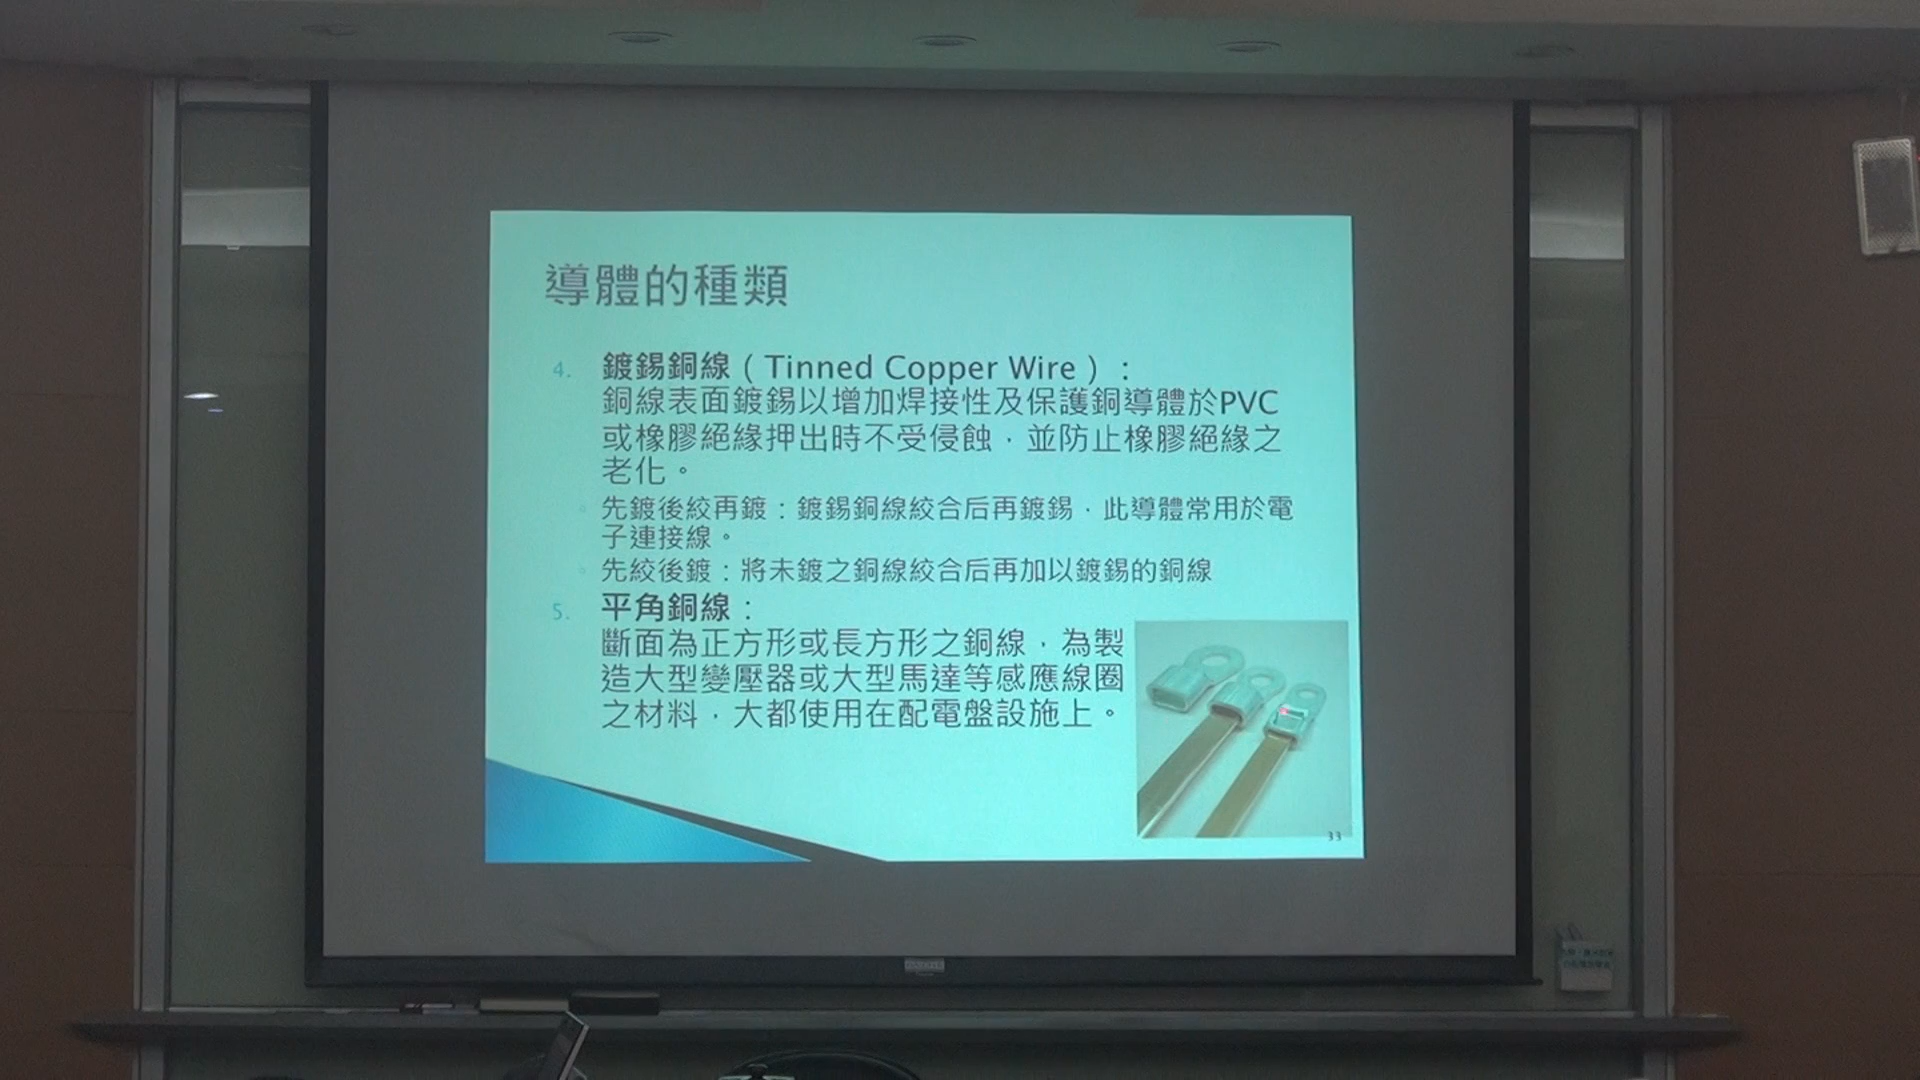 導體的種類
4. 鍍錫銅線（Tinned Copper Wire）：
銅線表面鍍錫以增加焊接性及保護銅導體於PVC
或橡膠絕緣押出時不受侵蝕，並防止橡膠絕緣之
老化。
先鍍後絞再鍍：鍍錫銅線絞合后再鍍錫，此導體常用於電
子連接線。
先絞後鍍：將未鍍之銅線絞合后再加以鍍錫的銅線
5. 平角銅線：
斷面為正方形或長方形之銅線，為製
造大型變壓器或大型馬達等感應線圈
之材料，大都使用在配電盤設施上。
33